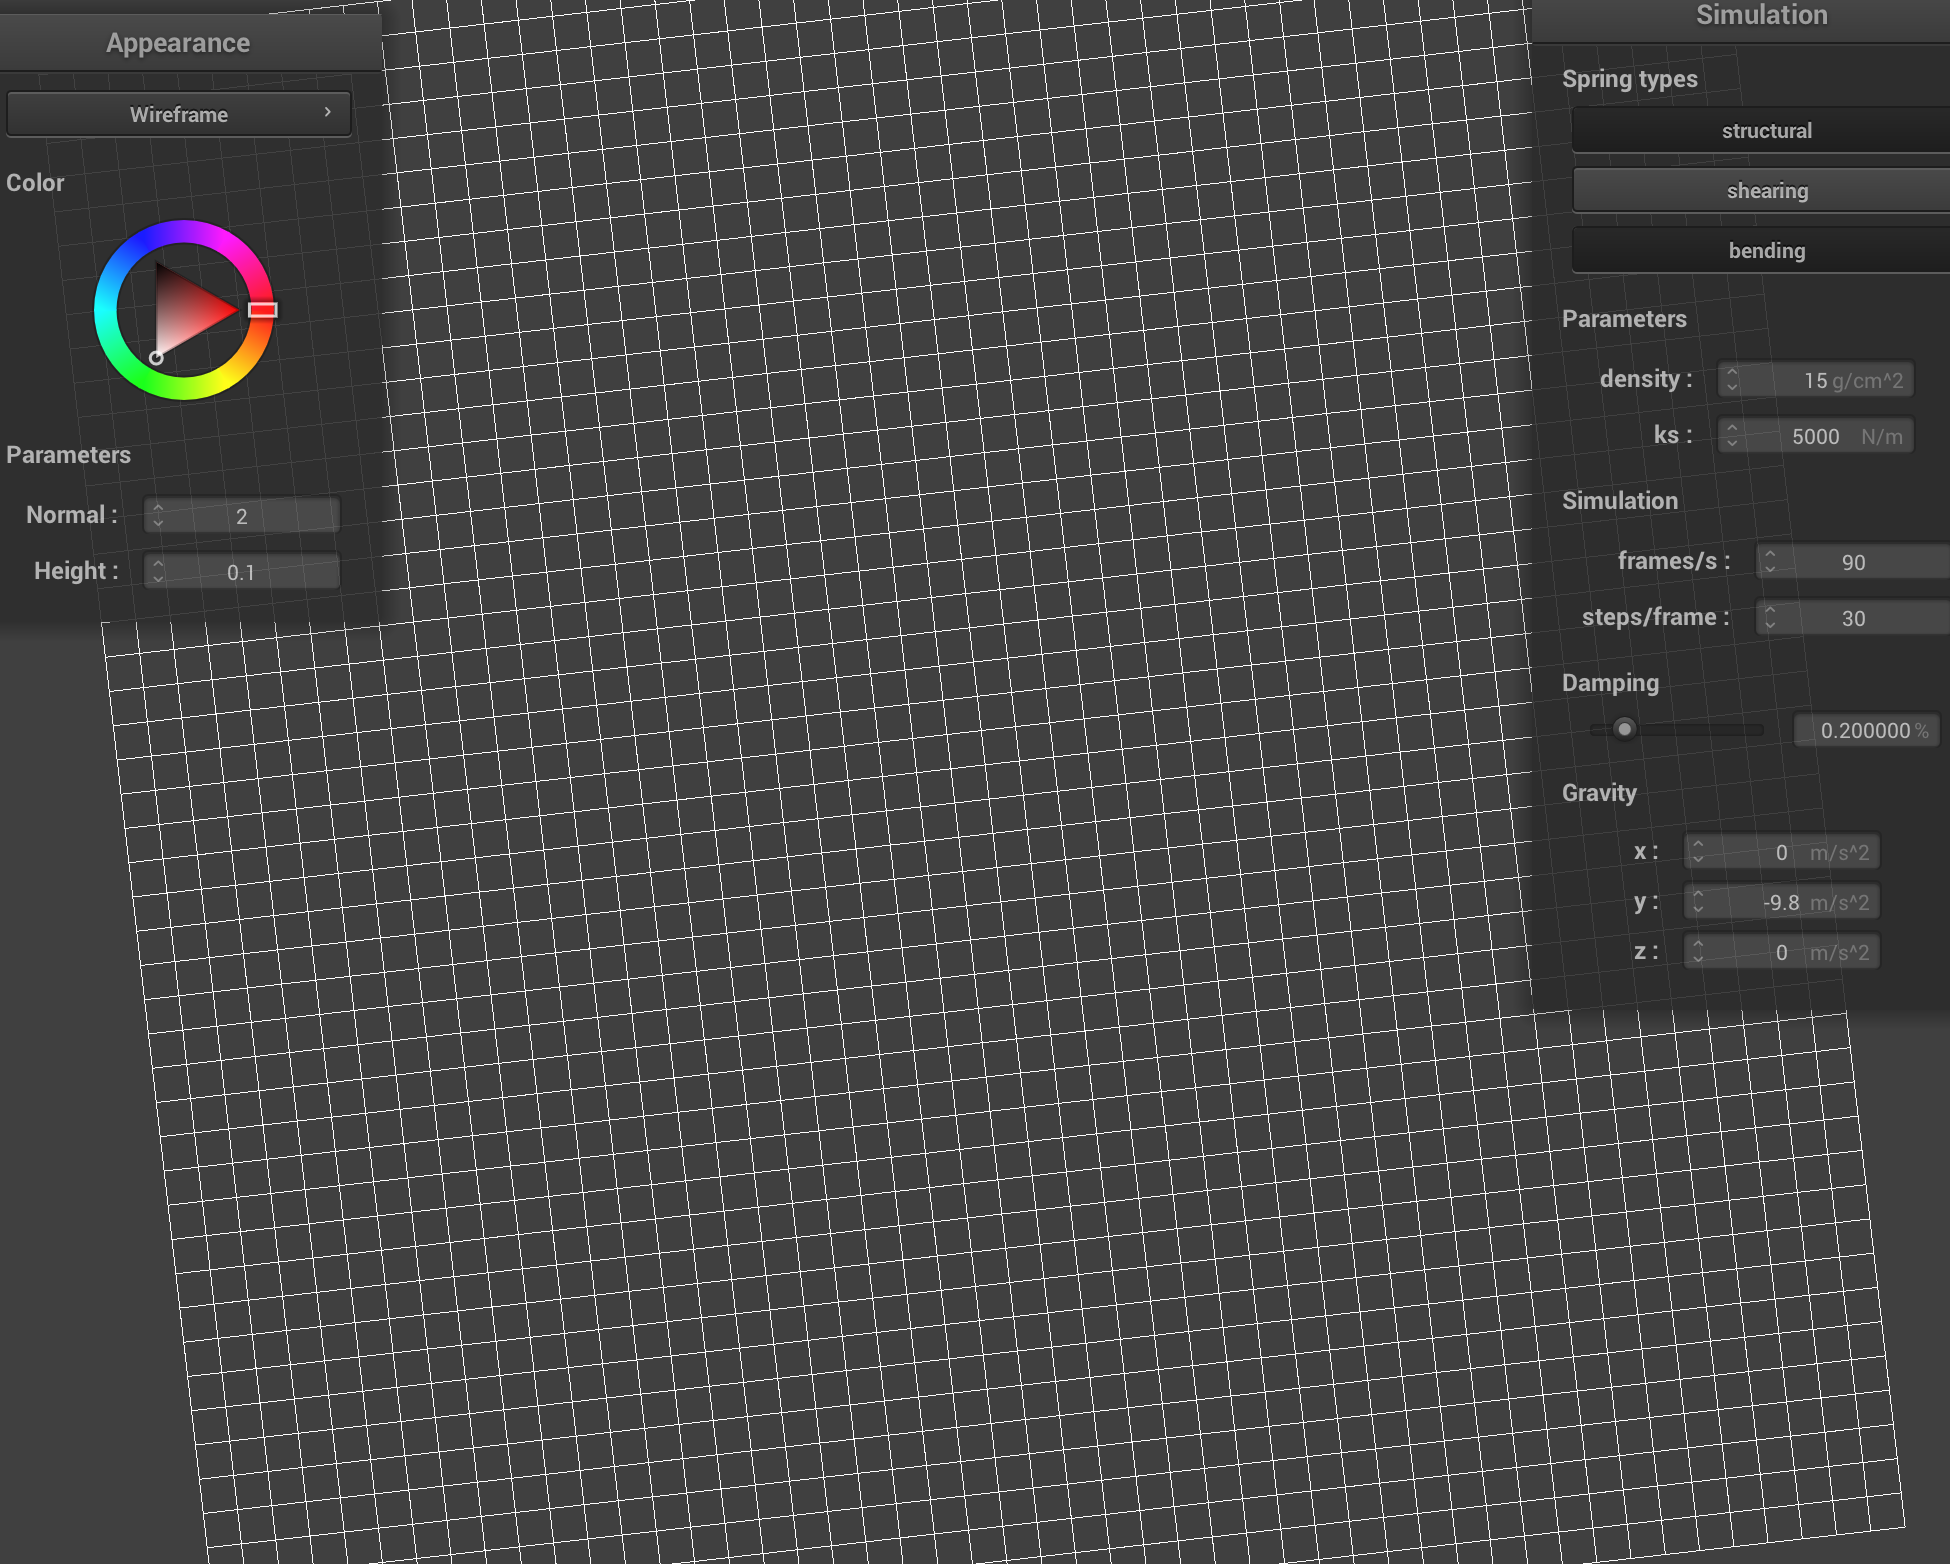 Appearance
Wireframe ›
Color
Parameters
Normal : 2
Height : 0.1
Simulation
Spring types
structural
shearing
bending
Parameters
density : 15 g/cm^2
ks : 5000 N/m
Simulation
frames/s : 90
steps/frame : 30
Damping
0.200000 %
Gravity
x : 0 m/s^2
y : -9.8 m/s^2
z : 0 m/s^2